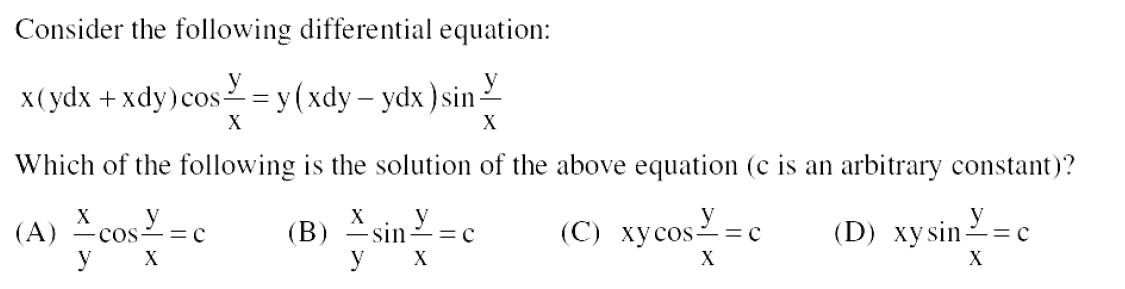 Consider the following differential equation:
x(ydx + xdy)cos y/x = y(xdy – ydx)sin y/x
Which of the following is the solution of the above equation (c is an arbitrary constant)?
(A) x/y cos y/x = c (B) x/y sin y/x = c (C) xy cos y/x = c (D) xy sin y/x = c